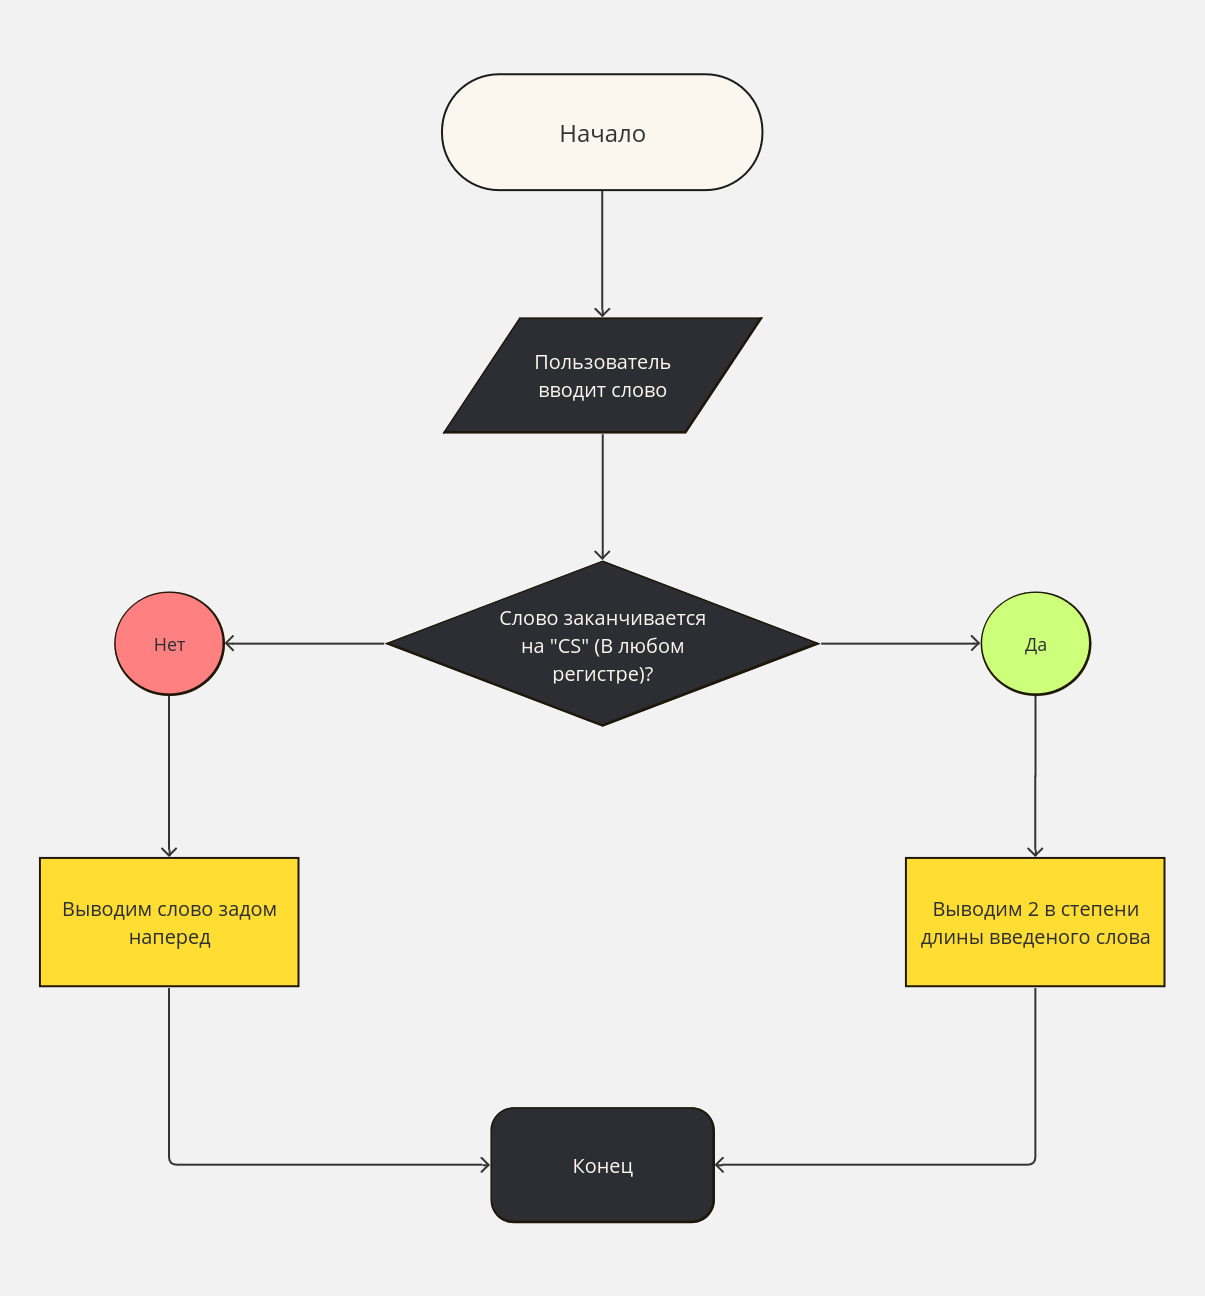 Начало
Пользователь
вводит слово
Слово заканчивается
на "CS" (В любом
регистре)?
Нет
Да
Выводим слово задом
наперед
Выводим 2 в степени
длины введеного слова
Конец